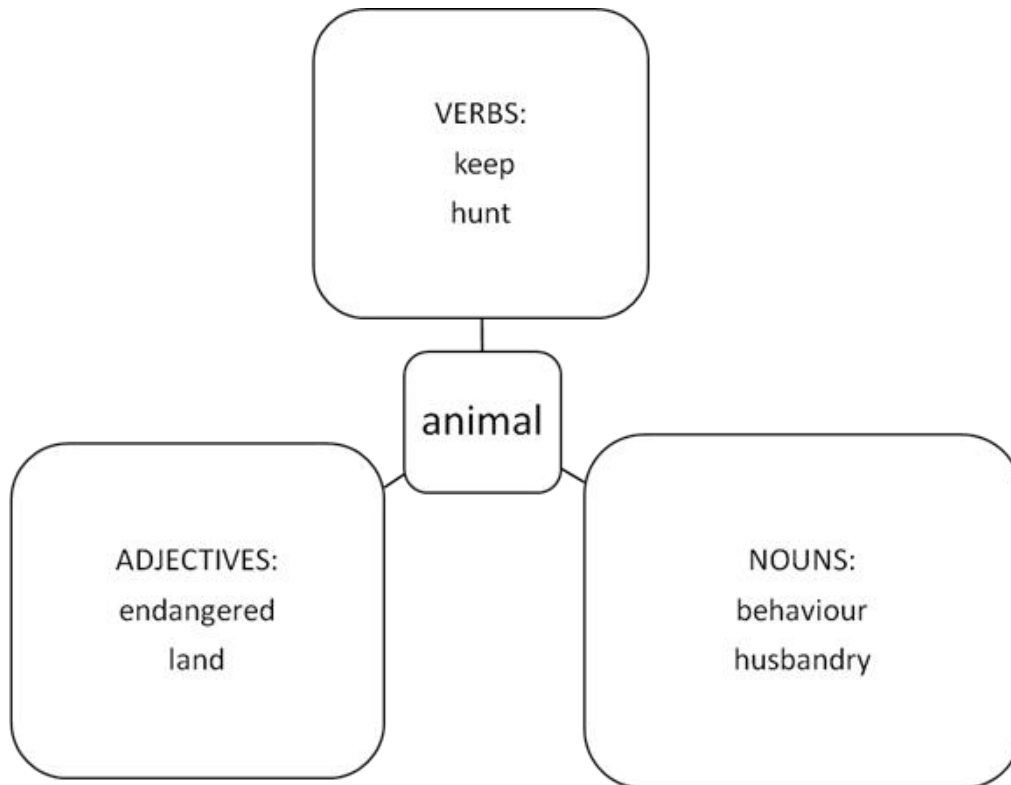 VERBS:
keep
hunt
animal
ADJECTIVES:
endangered
land
NOUNS:
behaviour
husbandry